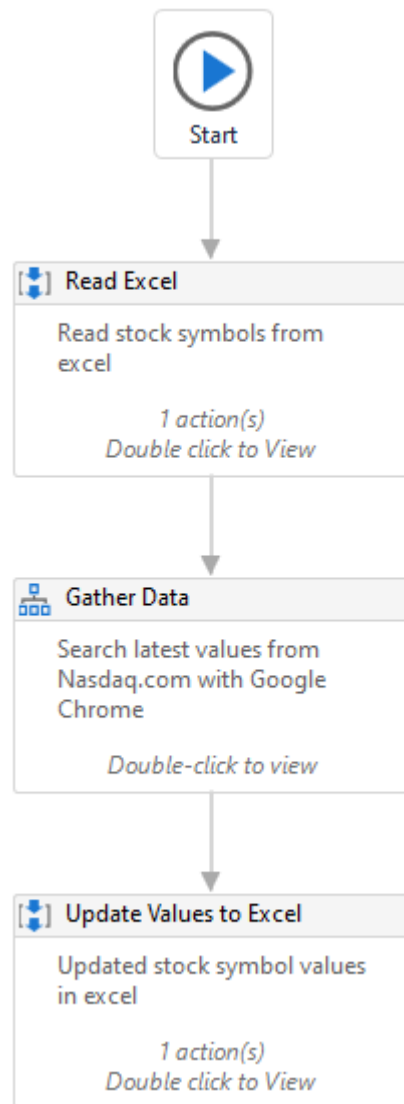 Start
Read Excel
Read stock symbols from
excel
1 action(s)
Double click to View
Gather Data
Search latest values from
Nasdaq.com with Google
Chrome
Double-click to view
Update Values to Excel
Updated stock symbol values
in excel
1 action(s)
Double click to View